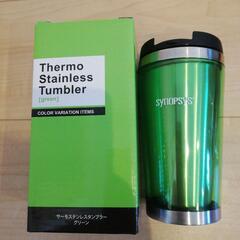 Thermo
Stainless
Tumbler
[green]
COLOR VARIATION ITEMS
サーモステンレスタンブラー
グリーン
SYNOPSYS